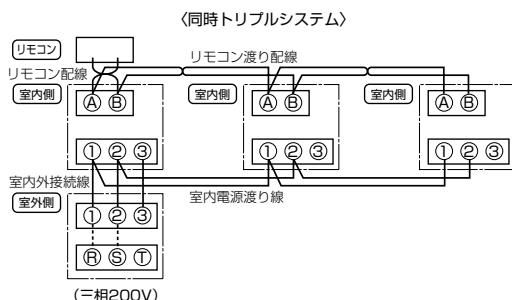 〈同時トリプルシステム〉
リモコン
リモコン配線
リモコン渡り配線
室内側 Ⓐ Ⓑ 室内側 Ⓐ Ⓑ 室内側 Ⓐ Ⓑ
① ② ③ ① ② ③ ① ② ③
室内外接続線
室内電源渡り線
室外側
① ② ③
Ⓡ Ⓢ Ⓣ
(三相200V)